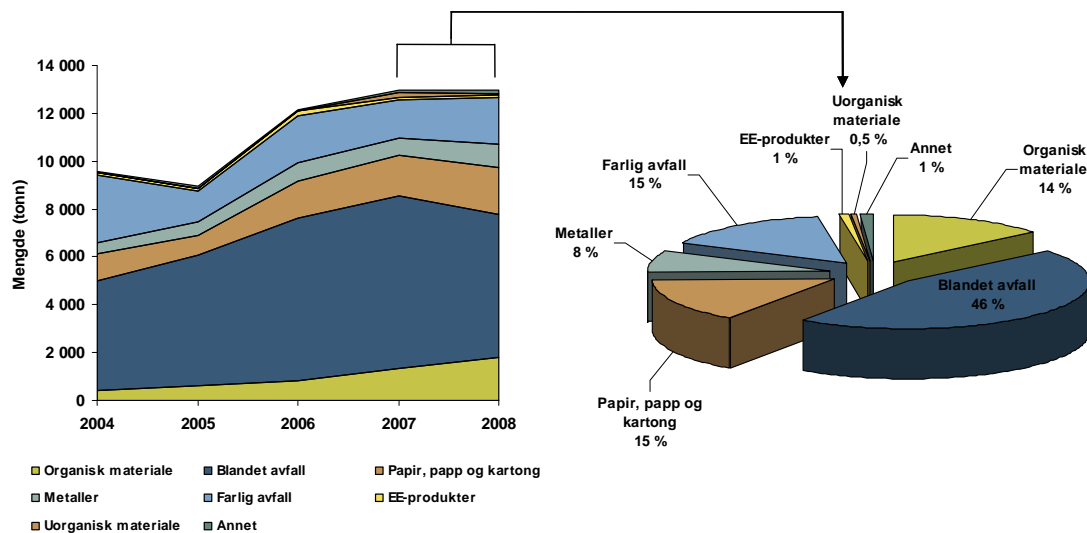 Mengde (tonn)
14 000
12 000
10 000
8 000
6 000
4 000
2 000
0
2004 2005 2006 2007 2008
Organisk materiale Blandet avfall Papir, papp og kartong
Metaller Farlig avfall EE-produkter
Uorganisk materiale Annet
Uorganisk
materiale
0,5 %
EE-produkter
1 %
Annet
1 %
Organisk
materiale
14 %
Farlig avfall
15 %
Metaller
8 %
Blandet avfall
46 %
Papir, papp og
kartong
15 %